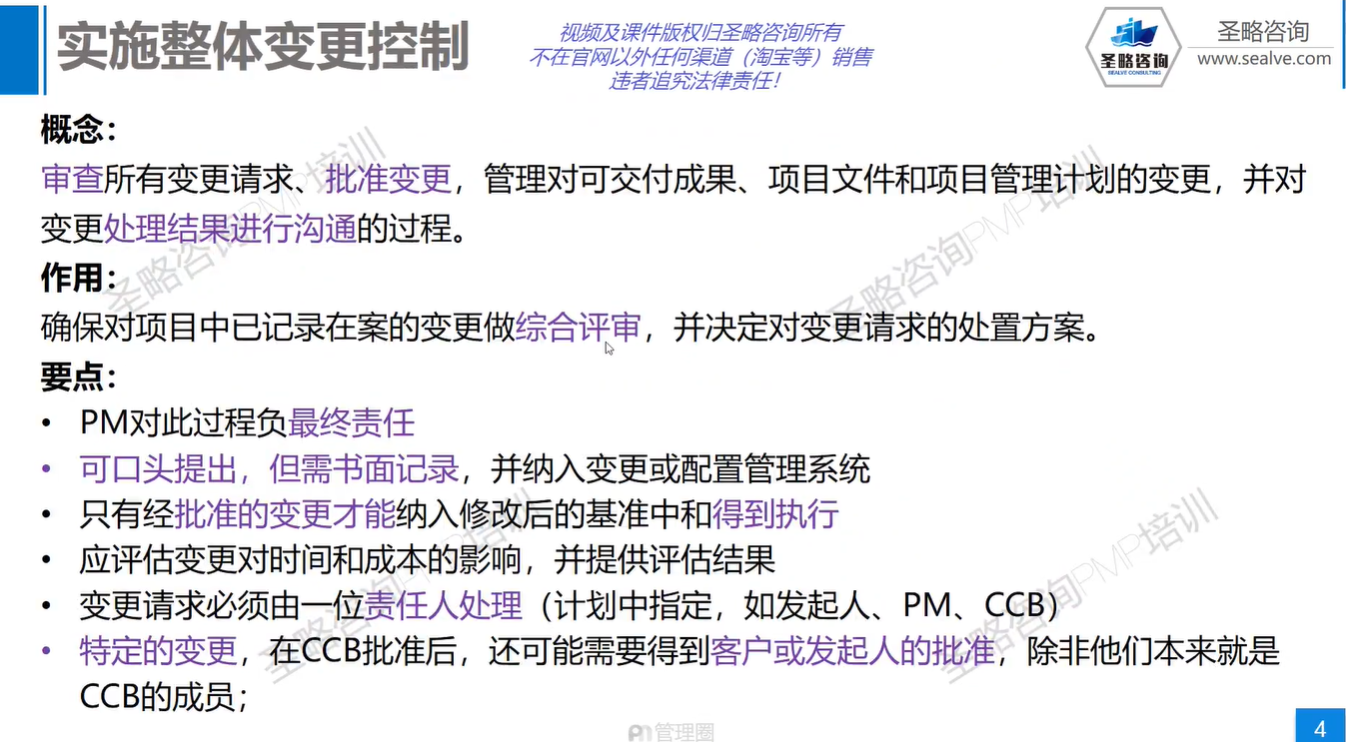 实施整体变更控制
视频及课件版权归圣略咨询所有
不在官网以外任何渠道（淘宝等）销售
违者追究法律责任！
圣略咨询
SEALVE CONSULTING
圣略咨询
www.sealve.com
概念：
审查所有变更请求、批准变更，管理对可交付成果、项目文件和项目管理计划的变更，并对
变更处理结果进行沟通的过程。
作用：
确保对项目中已记录在案的变更做综合评审，并决定对变更请求的处置方案。
要点：
• PM对此过程负最终责任
• 可口头提出，但需书面记录，并纳入变更或配置管理系统
• 只有经批准的变更才能纳入修改后的基准中和得到执行
• 应评估变更对时间和成本的影响，并提供评估结果
• 变更请求必须由一位责任人处理（计划中指定，如发起人、PM、CCB）
• 特定的变更，在CCB批准后，还可能需要得到客户或发起人的批准，除非他们本来就是
CCB的成员；
圣略咨询PMP培训
圣略咨询PMP培训
圣略咨询PMP培训
圣略咨询PMP培训
管理圈
4